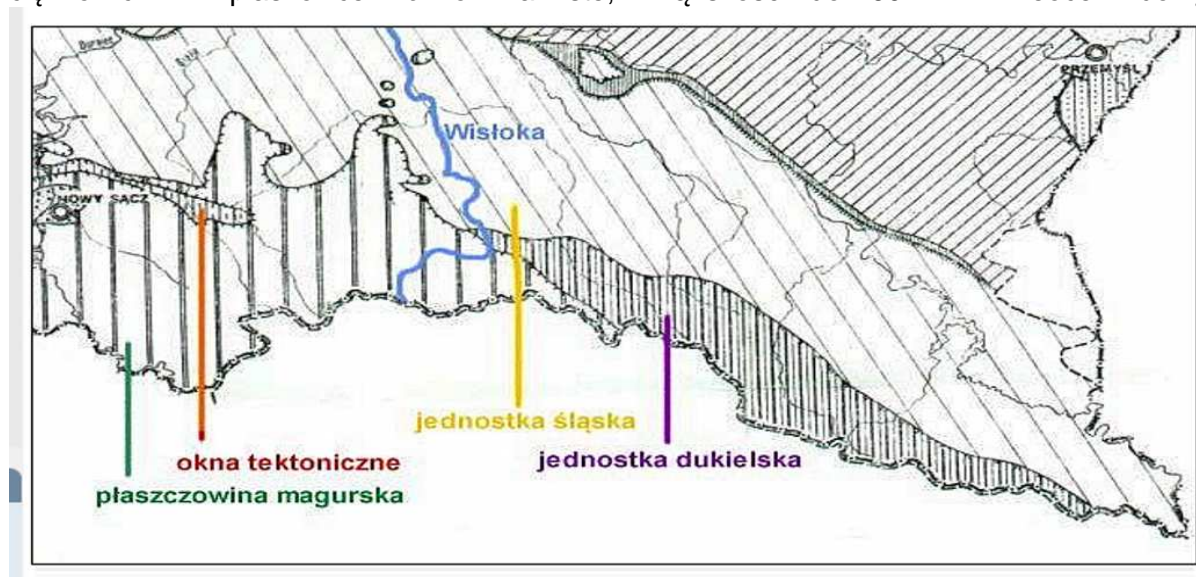 PRZEMYŚL
Wisłoka
NOWY SĄCZ
jednostka śląska
okna tektoniczne
jednostka dukielska
płaszczowina magurska